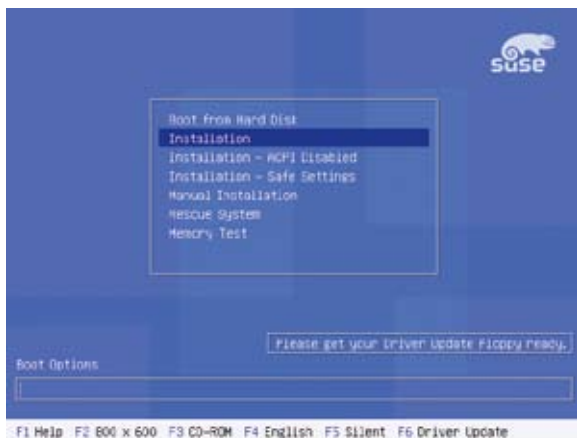 suse
Boot from Hard Disk
Installation
Installation - ACPI Disabled
Installation - Safe Settings
Manual Installation
Rescue System
Memory Test
Please get your Driver Update Floppy ready.
Boot Options
F1 Help F2 800 x 600 F3 CD-ROM F4 English F5 Silent F6 Driver Update